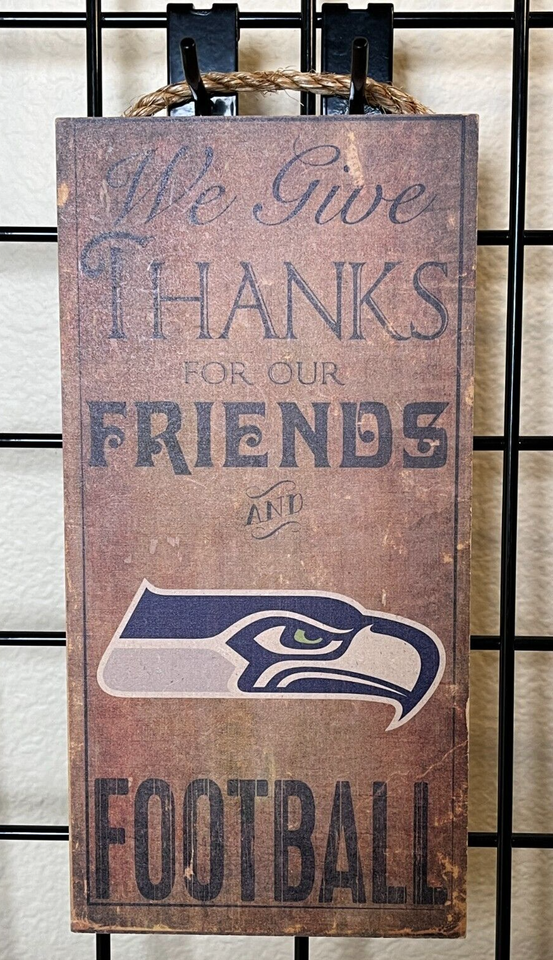 We Give
THANKS
FOR OUR
FRIENDS
AND
FOOTBALL